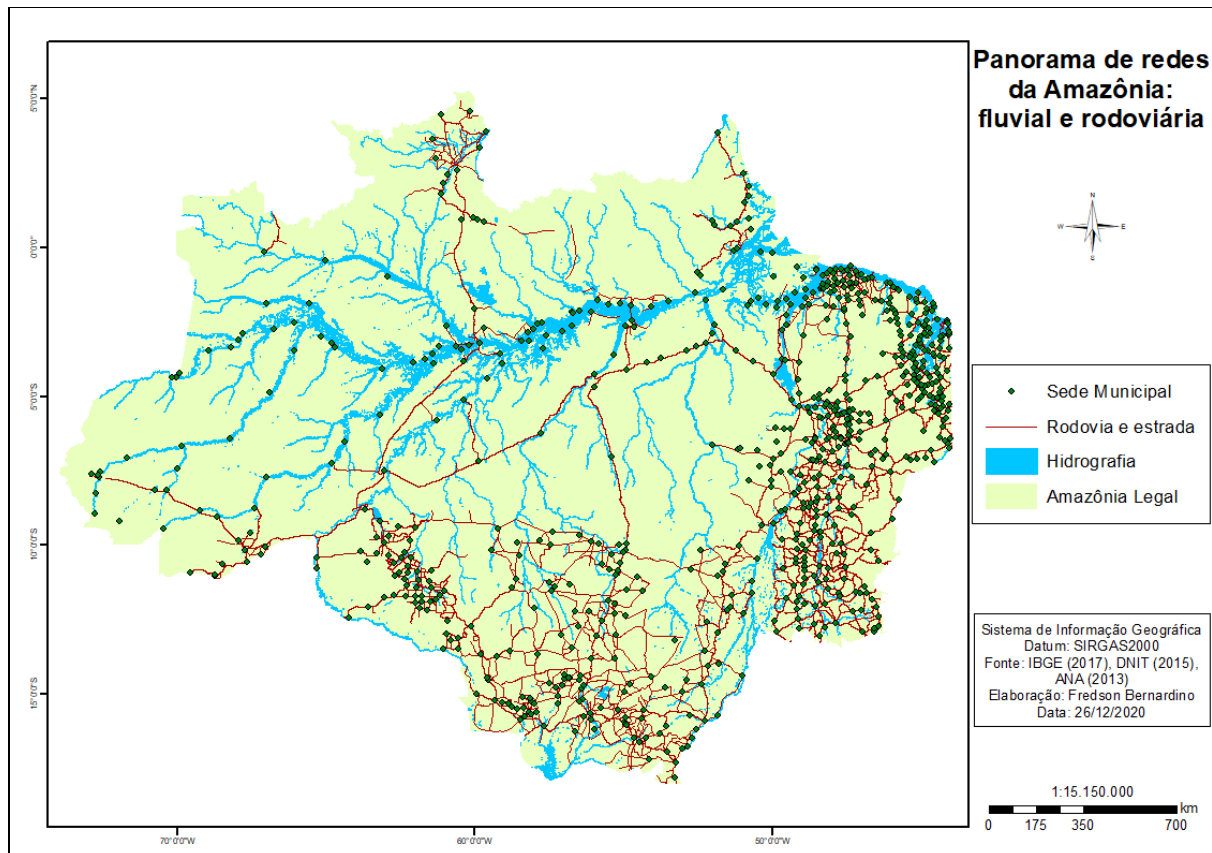 Panorama de redes
da Amazônia:
fluvial e rodoviária
N
W
E
S
Sede Municipal
Rodovia e estrada
Hidrografia
Amazônia Legal
Sistema de Informação Geográfica
Datum: SIRGAS2000
Fonte: IBGE (2017), DNIT (2015),
ANA (2013)
Elaboração: Fredson Bernardino
Data: 26/12/2020
1:15.150.000
km
0 175 350 700
5°0'0"N
0°0'0"
5°0'0"S
10°0'0"S
15°0'0"S
70°0'0"W
60°0'0"W
50°0'0"W